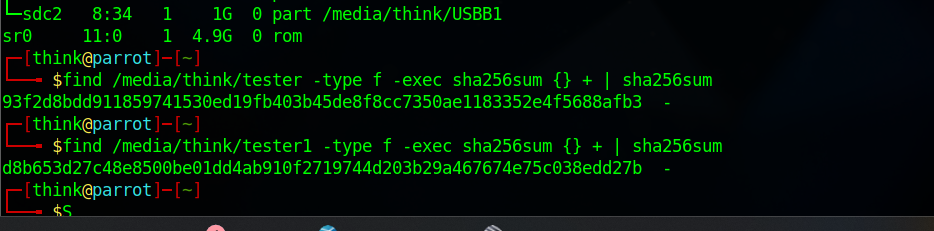 └─sdc2   8:34   1    1G  0 part /media/think/USBB1
sr0     11:0    1  4.9G  0 rom
┌─[think@parrot]─[~]
└──╼ $find /media/think/tester -type f -exec sha256sum {} + | sha256sum
93f2d8bdd911859741530ed19fb403b45de8f8cc7350ae1183352e4f5688afb3  -
┌─[think@parrot]─[~]
└──╼ $find /media/think/tester1 -type f -exec sha256sum {} + | sha256sum
d8b653d27c48e8500be01dd4ab910f2719744d203b29a467674e75c038edd27b  -
┌─[think@parrot]─[~]
└──╼ $S